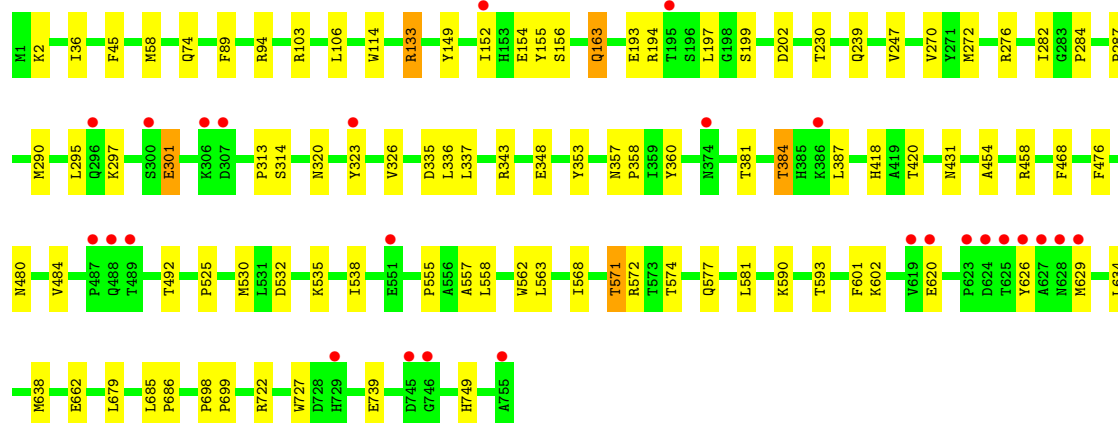 M1 K2 I36 F45 M58 Q74 F89 R94 R103 L106 W114 R133 Y149 I152 H153 E154 Y155 S156 Q163 E193 R194 T195 S196 L197 G198 S199 D202 T230 Q239 V247 V270 Y271 M272 R276 I282 G283 P284
M290 L295 Q296 K297 S300 E301 K306 D307 P313 S314 N320 Y323 V326 D335 L336 L337 R343 E348 Y353 N357 P358 I359 Y360 N374 T381 T384 H385 K386 L387 H418 A419 T420 N431 A454 R458 F468 F476
N480 V484 P487 Q488 T489 T492 P525 M530 L531 D532 K535 I538 E551 P555 A556 A557 L558 W562 L563 I568 T571 R572 T573 T574 Q577 L581 K590 T593 F601 K602 V619 E620 P623 D624 T625 Y626 A627 N628 M629 L634
M638 E662 L679 L685 P686 P698 P699 R722 W727 D728 H729 E739 D745 G746 H749 A755